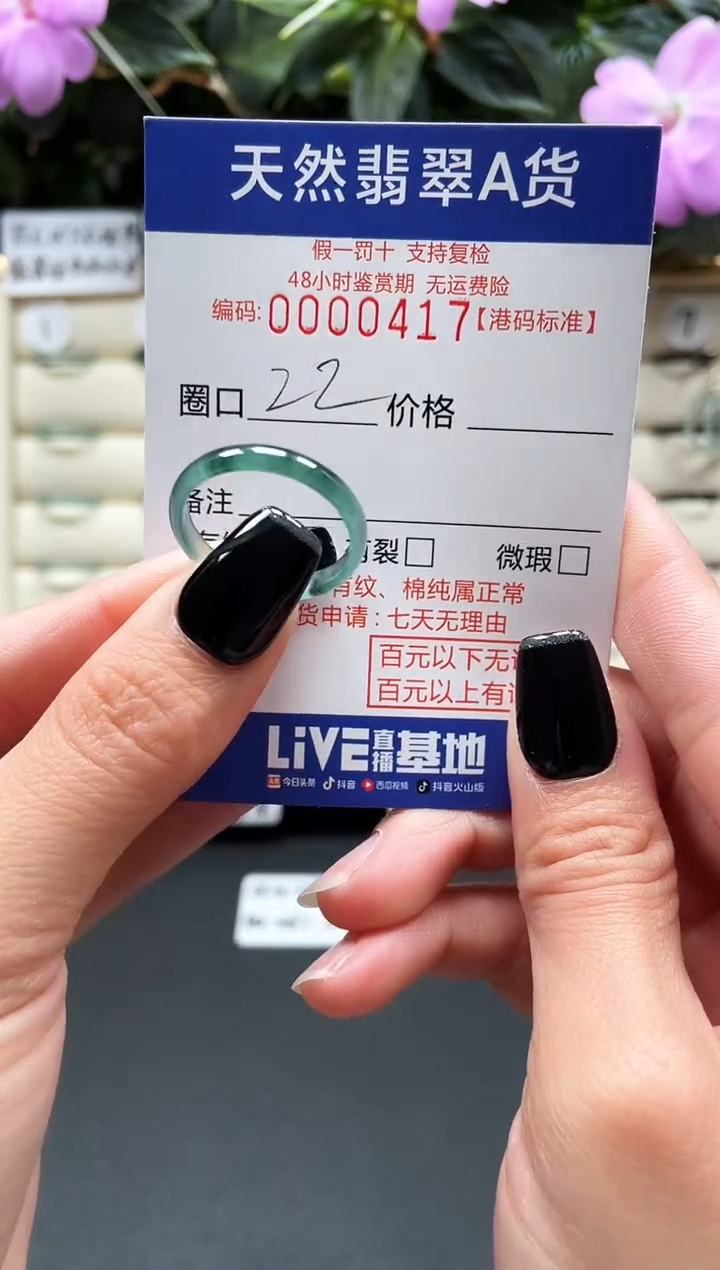 天然翡翠A货
假一罚十 支持复检
48小时鉴赏期 无运费险
编码:0000417【港码标准】
圈口 22 价格
备注
裂□ 微瑕□
纹、棉纯属正常
货申请:七天无理由
百元以下无
百元以上有
LiVE直播基地
今日头条 抖音 西瓜视频 抖音火山版